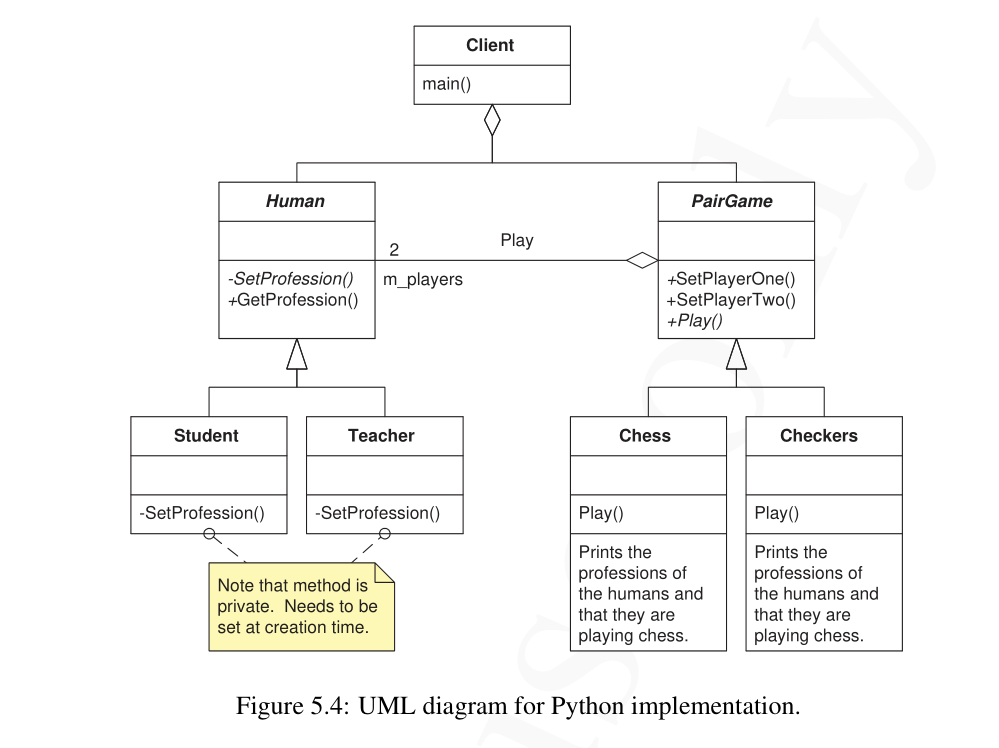 Client
main()
Human
PairGame
Play
2
m_players
-SetProfession()
+GetProfession()
+SetPlayerOne()
+SetPlayerTwo()
+Play()
Student
Teacher
Chess
Checkers
-SetProfession()
-SetProfession()
Play()
Play()
Note that method is
private. Needs to be
set at creation time.
Prints the
professions of
the humans and
that they are
playing chess.
Prints the
professions of
the humans and
that they are
playing chess.
Figure 5.4: UML diagram for Python implementation.